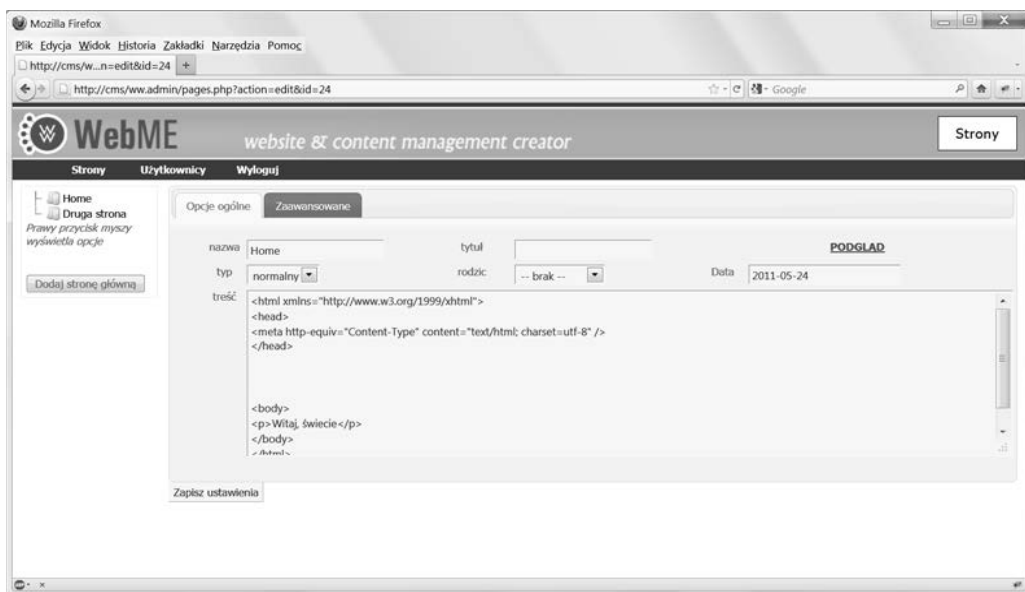 Mozilla Firefox
Plik Edycja Widok Historia Zakładki Narzędzia Pomoc
http://cms/w...n=edit&id=24 +
http://cms/ww.admin/pages.php?action=edit&id=24 Google
WebME website & content management creator Strony
Strony Użytkownicy Wyloguj
Home
Druga strona
Prawy przycisk myszy
wyświetla opcje
Dodaj stronę główną
Opcje ogólne Zaawansowane
nazwa Home tytuł PODGLAD
typ normalny rodzic -- brak -- Data 2011-05-24
treść
<html xmlns="http://www.w3.org/1999/xhtml">
<head>
<meta http-equiv="Content-Type" content="text/html; charset=utf-8" />
</head>
<body>
<p>Witaj, świecie</p>
</body>
</html>
Zapisz ustawienia